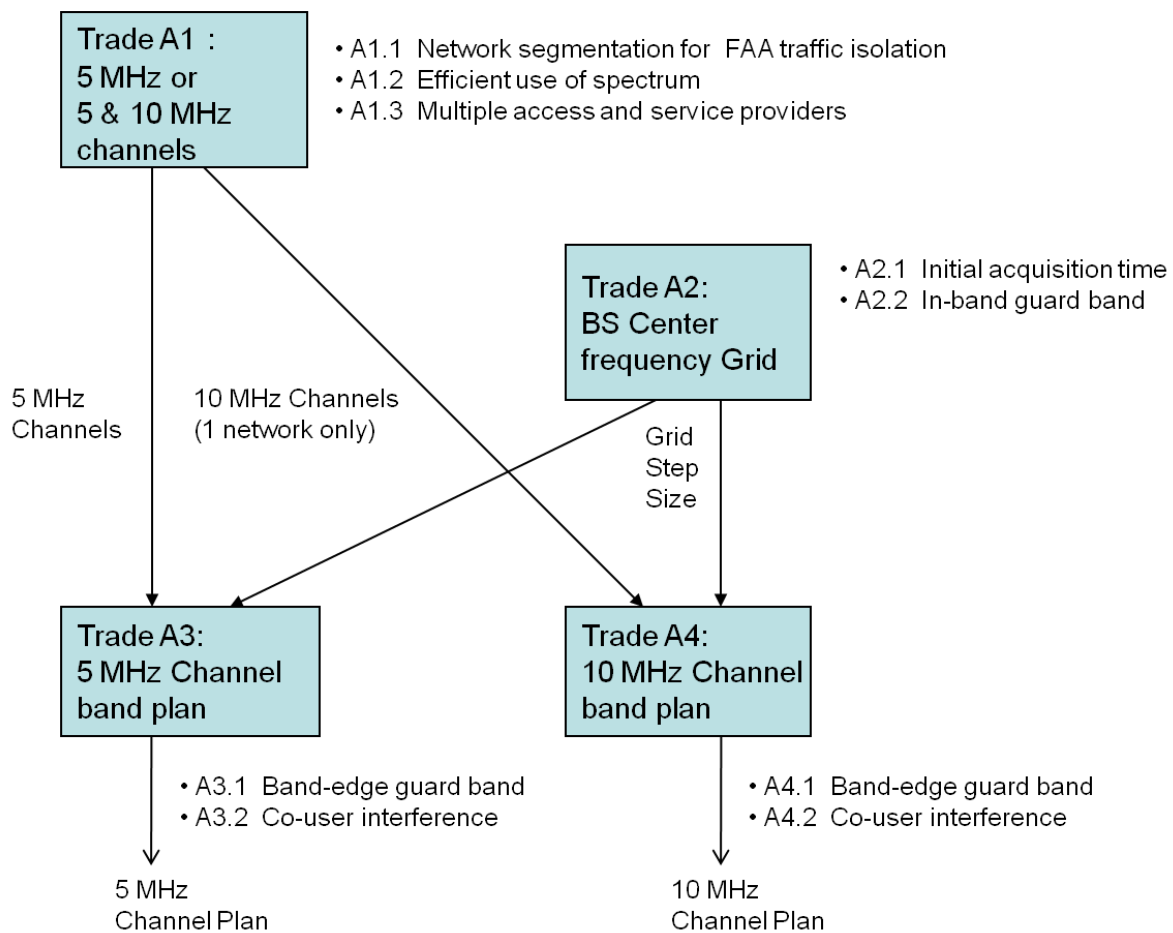 Trade A1 :
5 MHz or
5 & 10 MHz
channels
• A1.1 Network segmentation for FAA traffic isolation
• A1.2 Efficient use of spectrum
• A1.3 Multiple access and service providers
Trade A2:
BS Center
frequency Grid
• A2.1 Initial acquisition time
• A2.2 In-band guard band
5 MHz
Channels
10 MHz Channels
(1 network only)
Grid
Step
Size
Trade A3:
5 MHz Channel
band plan
Trade A4:
10 MHz Channel
band plan
• A3.1 Band-edge guard band
• A3.2 Co-user interference
• A4.1 Band-edge guard band
• A4.2 Co-user interference
5 MHz
Channel Plan
10 MHz
Channel Plan